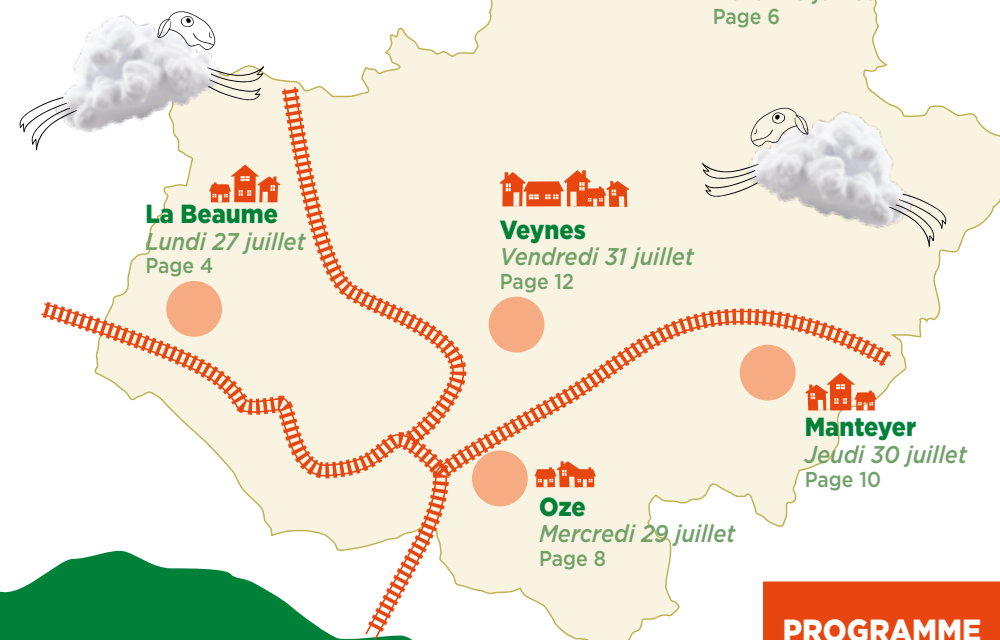 Page 6
La Beaume
Lundi 27 juillet
Page 4
Veynes
Vendredi 31 juillet
Page 12
Manteyer
Jeudi 30 juillet
Page 10
Oze
Mercredi 29 juillet
Page 8
PROGRAMME